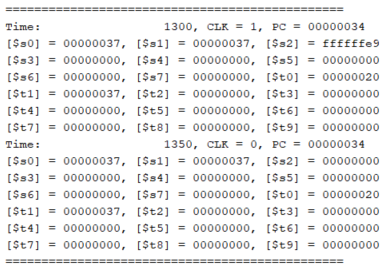 ================================================
Time:                 1300, CLK = 1, PC = 00000034
[$s0] = 00000037, [$s1] = 00000037, [$s2] = ffffffe9
[$s3] = 00000000, [$s4] = 00000000, [$s5] = 00000000
[$s6] = 00000000, [$s7] = 00000000, [$t0] = 00000020
[$t1] = 00000037, [$t2] = 00000000, [$t3] = 00000000
[$t4] = 00000000, [$t5] = 00000000, [$t6] = 00000000
[$t7] = 00000000, [$t8] = 00000000, [$t9] = 00000000
Time:                 1350, CLK = 0, PC = 00000034
[$s0] = 00000037, [$s1] = 00000037, [$s2] = 00000000
[$s3] = 00000000, [$s4] = 00000000, [$s5] = 00000000
[$s6] = 00000000, [$s7] = 00000000, [$t0] = 00000020
[$t1] = 00000037, [$t2] = 00000000, [$t3] = 00000000
[$t4] = 00000000, [$t5] = 00000000, [$t6] = 00000000
[$t7] = 00000000, [$t8] = 00000000, [$t9] = 00000000
================================================